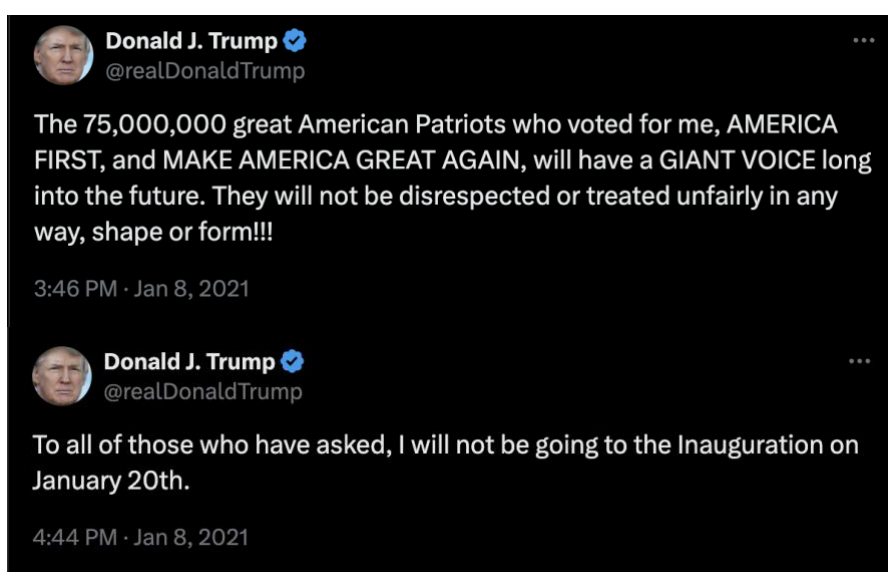 Donald J. Trump
@realDonaldTrump
The 75,000,000 great American Patriots who voted for me, AMERICA
FIRST, and MAKE AMERICA GREAT AGAIN, will have a GIANT VOICE long
into the future. They will not be disrespected or treated unfairly in any
way, shape or form!!!
3:46 PM · Jan 8, 2021
Donald J. Trump
@realDonaldTrump
To all of those who have asked, I will not be going to the Inauguration on
January 20th.
4:44 PM · Jan 8, 2021